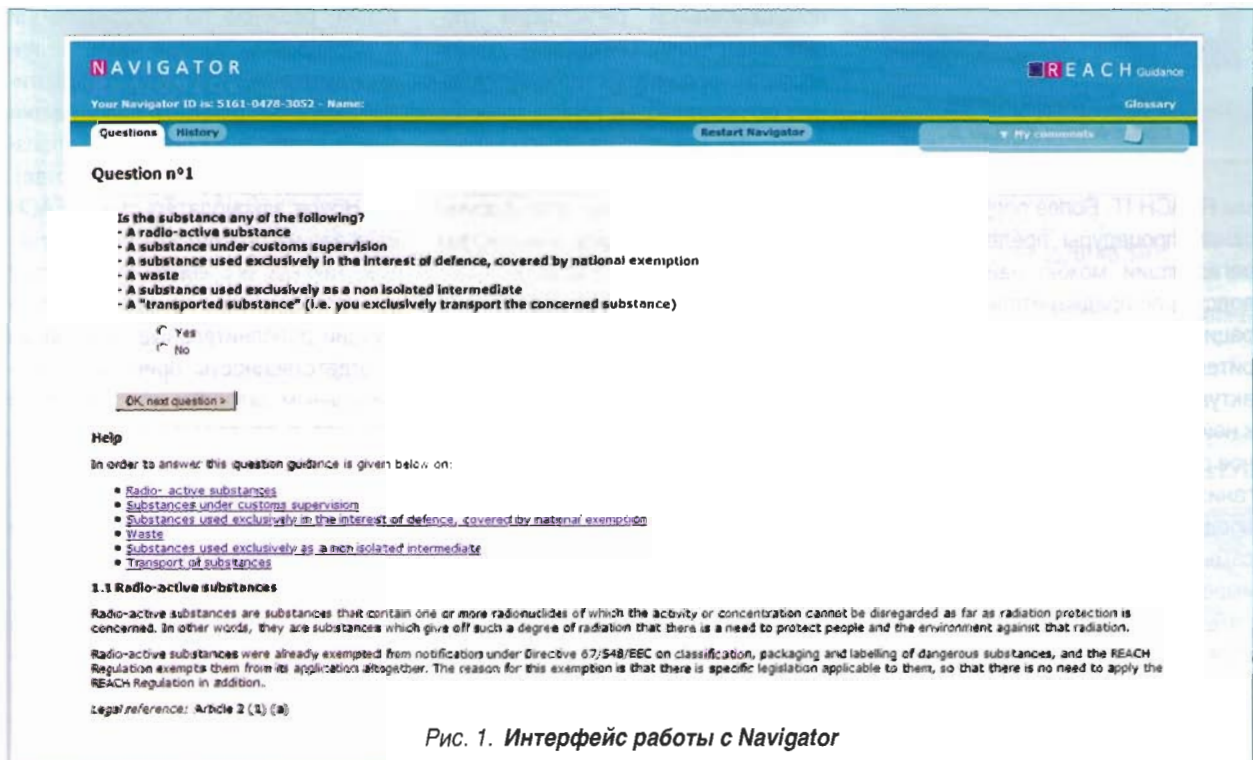 NAVIGATOR
REACH Guidance
Your Navigator ID is: 5161-0478-3052 - Name:
Glossary
Questions
History
Restart Navigator
▼ My comments
Question nº1
Is the substance any of the following?
- A radio-active substance
- A substance under customs supervision
- A substance used exclusively in the interest of defence, covered by national exemption
- A waste
- A substance used exclusively as a non isolated intermediate
- A "transported substance" (i.e. you exclusively transport the concerned substance)
Yes
No
OK, next question >
Help
In order to answer this question guidance is given below on:
• Radio- active substances
• Substances under customs supervision
• Substances used exclusively in the interest of defence, covered by national exemption
• Waste
• Substances used exclusively as a non isolated intermediate
• Transport of substances
1.1 Radio-active substances
Radio-active substances are substances that contain one or more radionuclides of which the activity or concentration cannot be disregarded as far as radiation protection is
concerned. In other words, they are substances which give off such a degree of radiation that there is a need to protect people and the environment against that radiation.
Radio-active substances were already exempted from notification under Directive 67/548/EEC on classification, packaging and labelling of dangerous substances, and the REACH
Regulation exempts them from its application altogether. The reason for this exemption is that there is specific legislation applicable to them, so that there is no need to apply the
REACH Regulation in addition.
Legal reference: Article 2 (1) (a)
Рис. 1. Интерфейс работы с Navigator